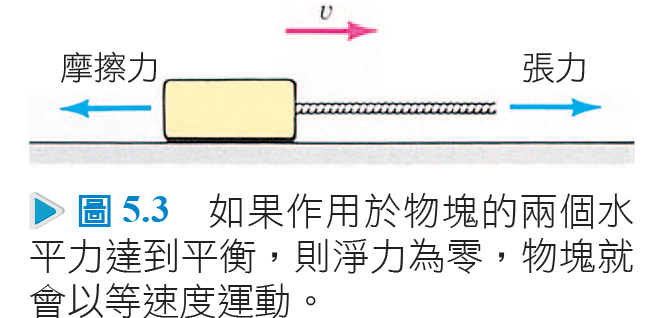 v
摩擦力
張力
圖 5.3 如果作用於物塊的兩個水
平力達到平衡，則淨力為零，物塊就
會以等速度運動。